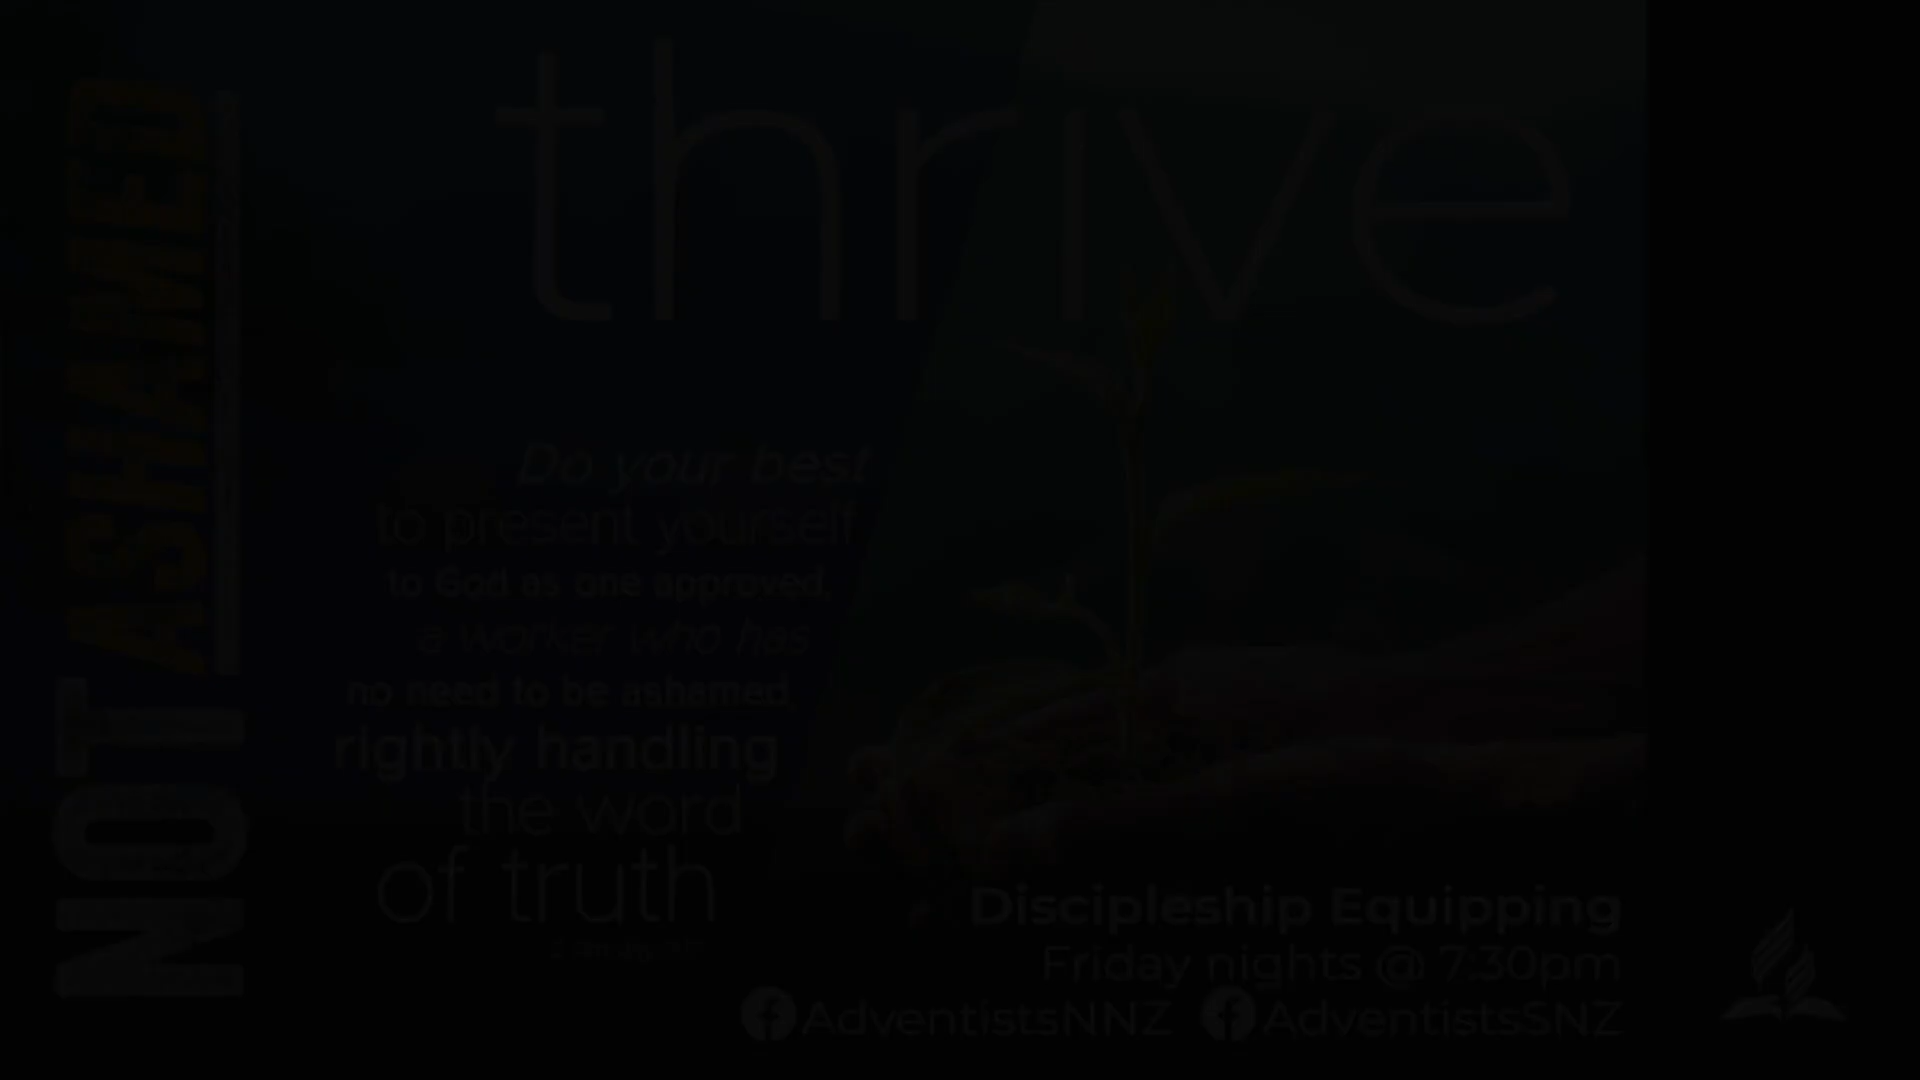 NOT ASHAMED
thrive
Do your best
to present yourself
to God as one approved,
a worker who has
no need to be ashamed,
rightly handling
the word
of truth
Discipleship Equipping
Friday nights @ 7:30pm
AdventistsNNZ AdventistsSNZ